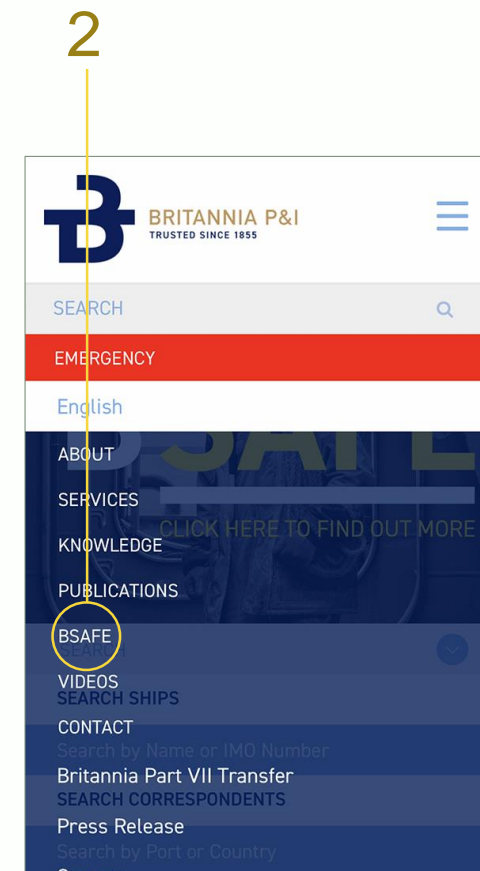 2
B
BRITANNIA P&I
TRUSTED SINCE 1855
SEARCH
EMERGENCY
English
BSAFE
ABOUT
SERVICES
CLICK HERE TO FIND OUT MORE
KNOWLEDGE
PUBLICATIONS
BSAFE
SEARCH
VIDEOS
SEARCH SHIPS
CONTACT
Search by Name or IMO Number
Britannia Part VII Transfer
SEARCH CORRESPONDENTS
Press Release
Search by Port or Country